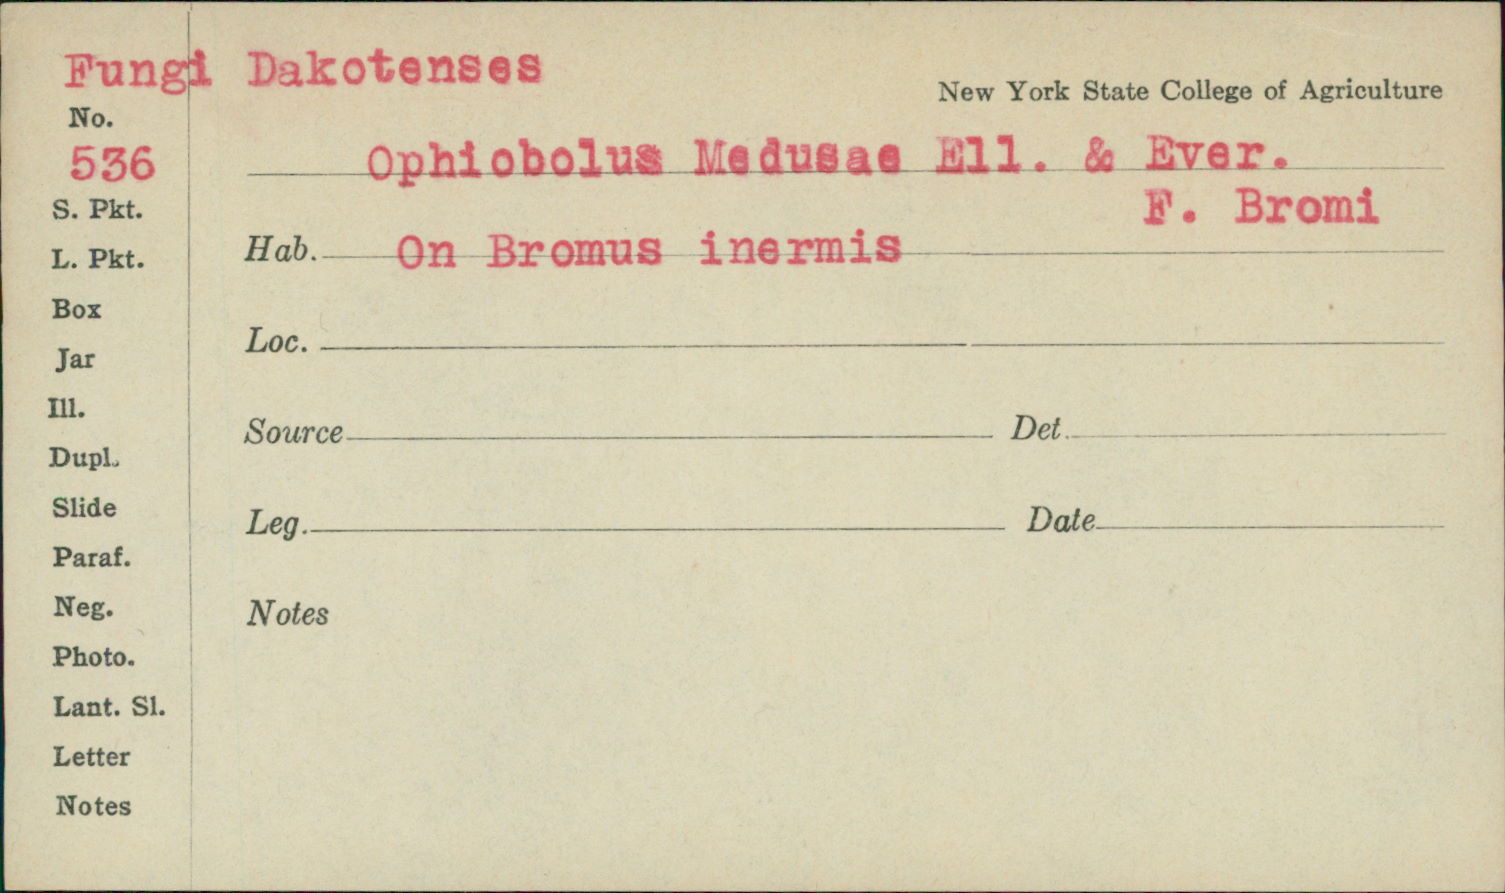 Fungi Dakotenses
New York State College of Agriculture
No.
536
Ophiobolus Medusae Ell. & Ever.
F. Bromi
S. Pkt.
L. Pkt.
Hab. On Bromus inermis
Box
Loc.
Jar
Ill.
Source Det.
Dupl.
Slide
Leg. Date
Paraf.
Neg.
Notes
Photo.
Lant. Sl.
Letter
Notes